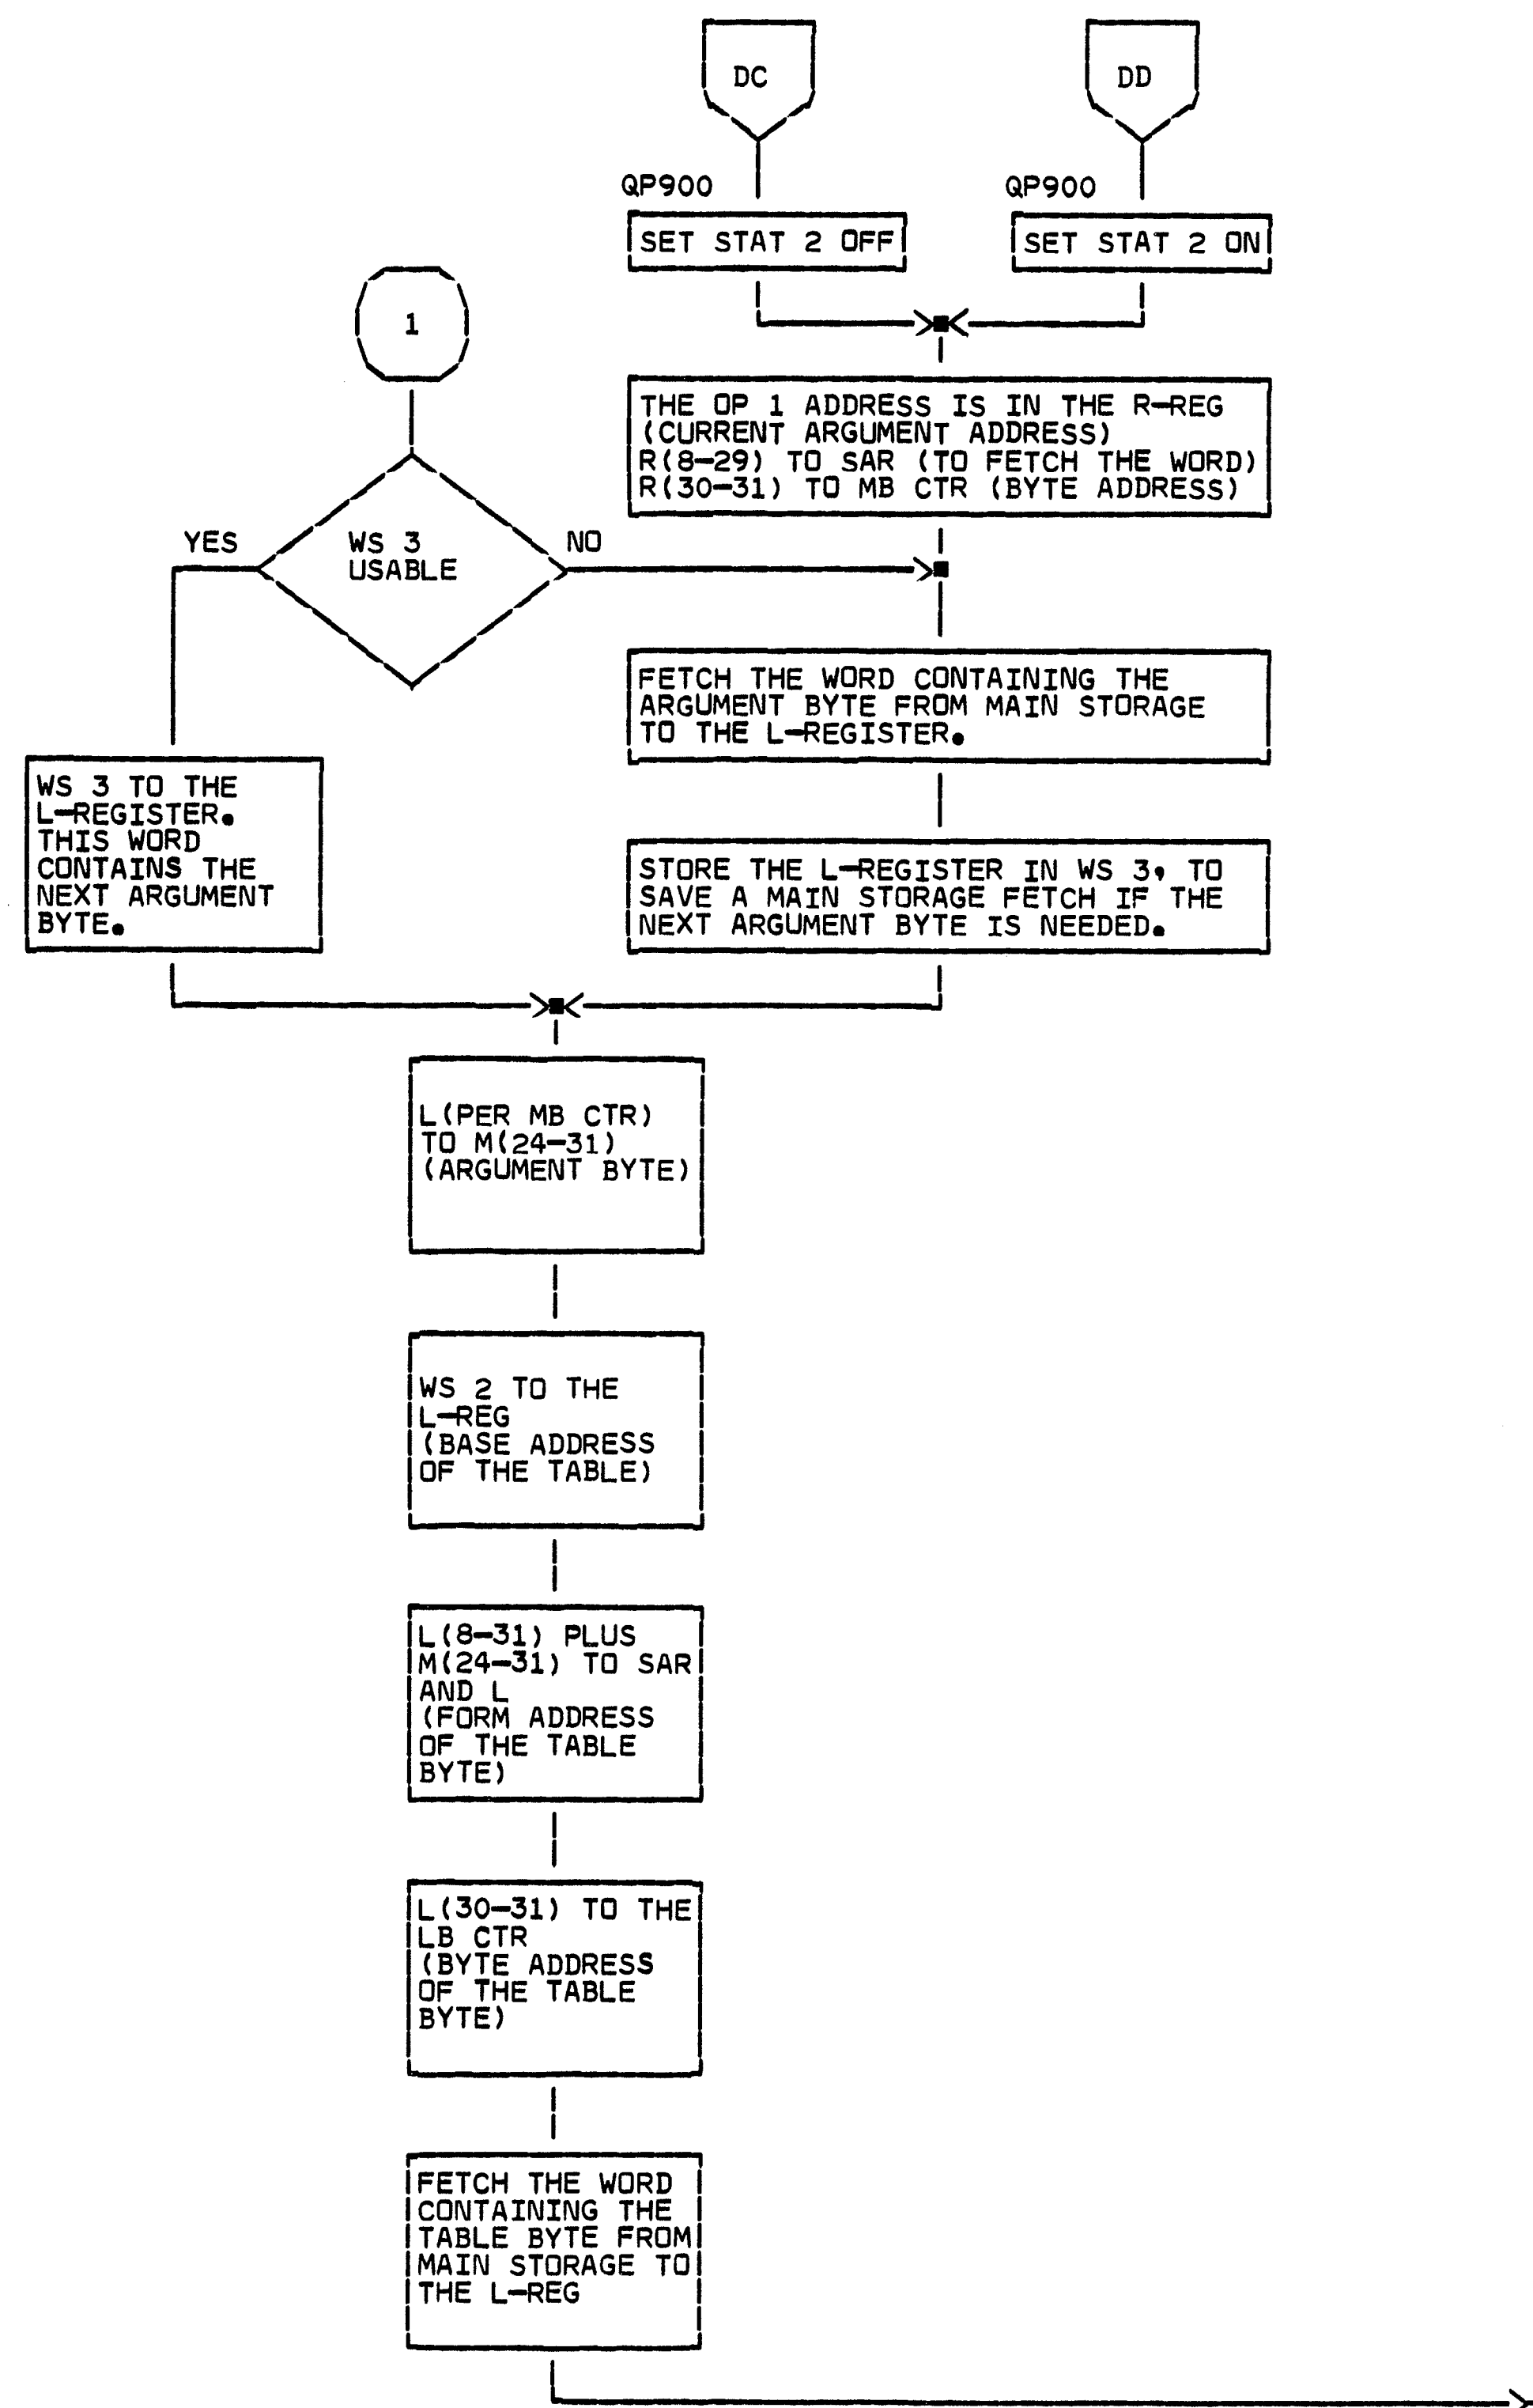 DC
DD
QP900
QP900
SET STAT 2 OFF
SET STAT 2 ON
1
THE OP 1 ADDRESS IS IN THE R-REG
(CURRENT ARGUMENT ADDRESS)
R(8-29) TO SAR (TO FETCH THE WORD)
R(30-31) TO MB CTR (BYTE ADDRESS)
YES
WS 3
USABLE
NO
FETCH THE WORD CONTAINING THE
ARGUMENT BYTE FROM MAIN STORAGE
TO THE L-REGISTER.
WS 3 TO THE
L-REGISTER.
THIS WORD
CONTAINS THE
NEXT ARGUMENT
BYTE.
STORE THE L-REGISTER IN WS 3, TO
SAVE A MAIN STORAGE FETCH IF THE
NEXT ARGUMENT BYTE IS NEEDED.
L(PER MB CTR)
TO M(24-31)
(ARGUMENT BYTE)
WS 2 TO THE
L-REG
(BASE ADDRESS
OF THE TABLE)
L(8-31) PLUS
M(24-31) TO SAR
AND L
(FORM ADDRESS
OF THE TABLE
BYTE)
L(30-31) TO THE
LB CTR
(BYTE ADDRESS
OF THE TABLE
BYTE)
FETCH THE WORD
CONTAINING THE
TABLE BYTE FROM
MAIN STORAGE TO
THE L-REG